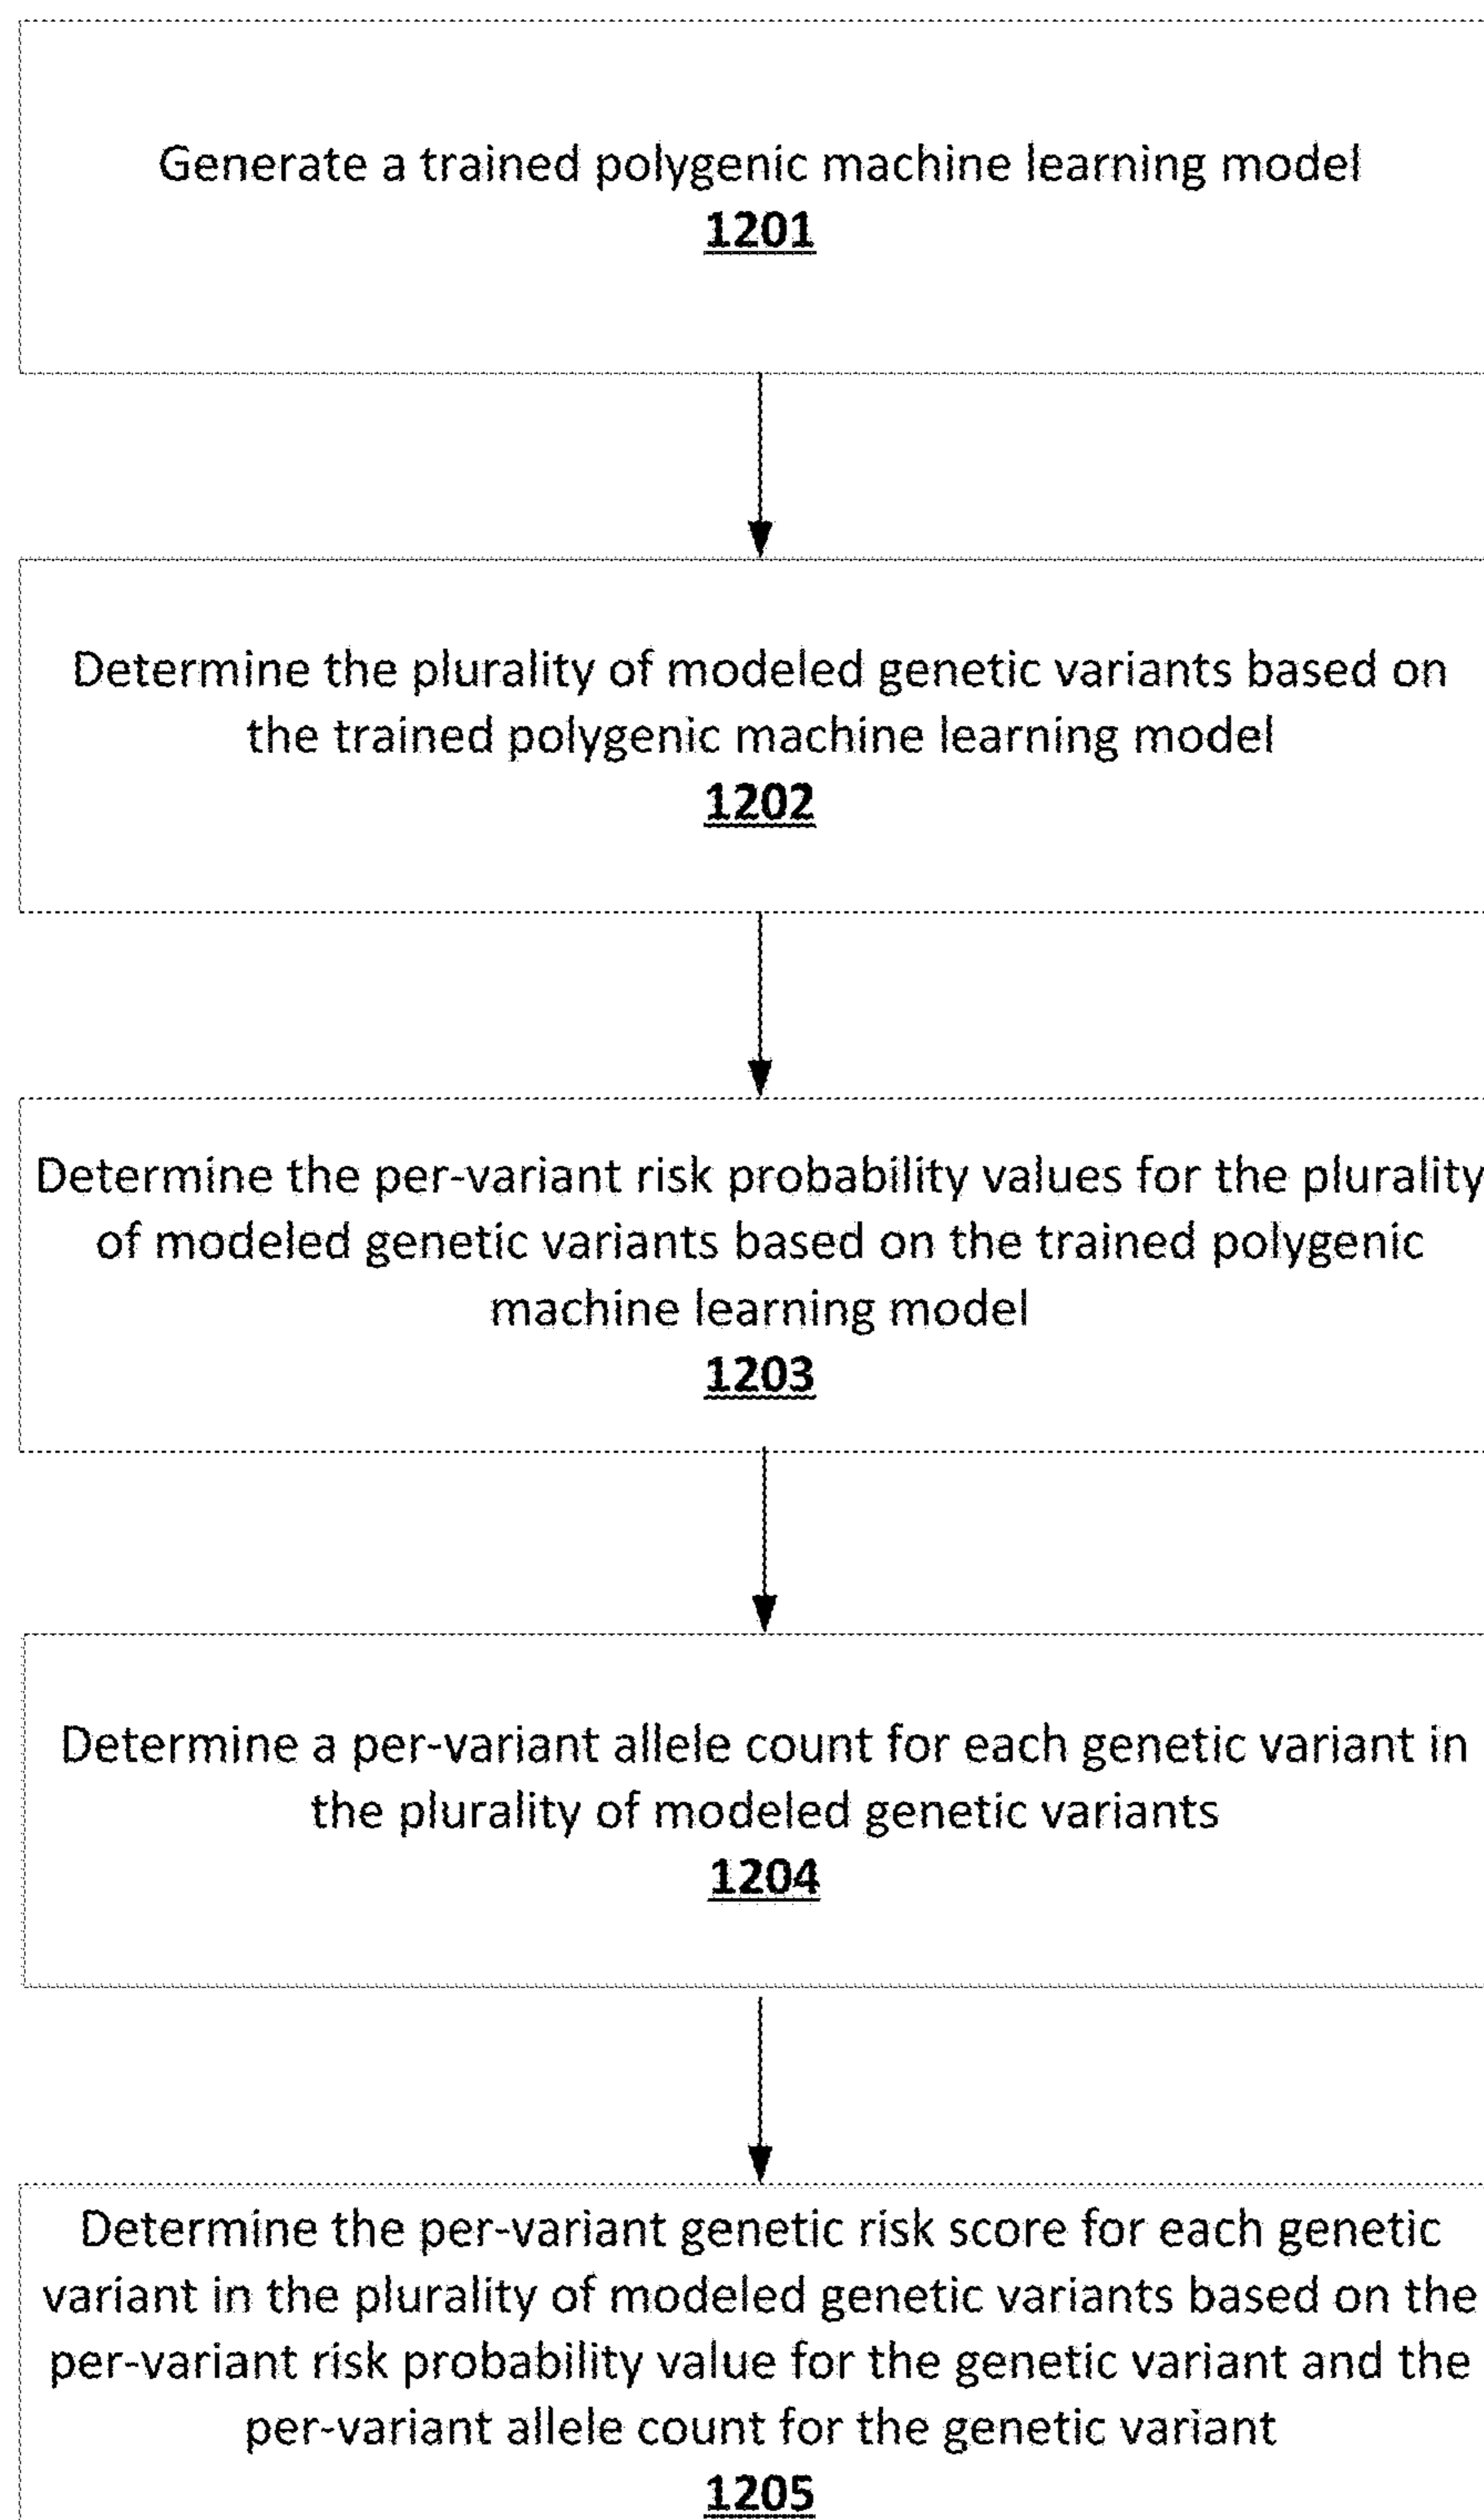 Generate a trained polygenic machine learning model
1201
Determine the plurality of modeled genetic variants based on
the trained polygenic machine learning model
1202
Determine the per-variant risk probability values for the plurality
of modeled genetic variants based on the trained polygenic
machine learning model
1203
Determine a per-variant allele count for each genetic variant in
the plurality of modeled genetic variants
1204
Determine the per-variant genetic risk score for each genetic
variant in the plurality of modeled genetic variants based on the
per-variant risk probability value for the genetic variant and the
per-variant allele count for the genetic variant
1205